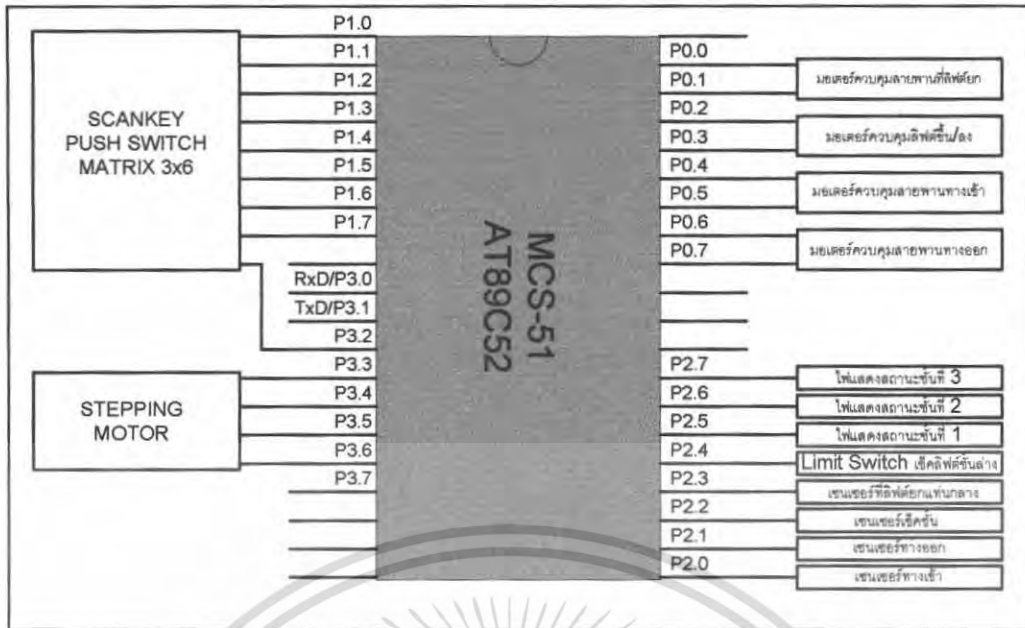 SCANKEY
PUSH SWITCH
MATRIX 3x6
STEPPING
MOTOR
P1.0
P1.1
P1.2
P1.3
P1.4
P1.5
P1.6
P1.7
RxD/P3.0
TxD/P3.1
P3.2
P3.3
P3.4
P3.5
P3.6
P3.7
MCS-51
AT89C52
P0.0
P0.1
P0.2
P0.3
P0.4
P0.5
P0.6
P0.7
P2.7
P2.6
P2.5
P2.4
P2.3
P2.2
P2.1
P2.0
มอเตอร์ควบคุมสายพานที่ลิฟต์ยก
มอเตอร์ควบคุมลิฟต์ขึ้น/ลง
มอเตอร์ควบคุมสายพานทางเข้า
มอเตอร์ควบคุมสายพานทางออก
ไฟแสดงสถานะชั้นที่ 3
ไฟแสดงสถานะชั้นที่ 2
ไฟแสดงสถานะชั้นที่ 1
Limit Switch เช็คลิฟต์ชั้นล่าง
เซนเซอร์ที่ลิฟต์ยกแท่นกลาง
เซนเซอร์เช็คชั้น
เซนเซอร์ทางออก
เซนเซอร์ทางเข้า